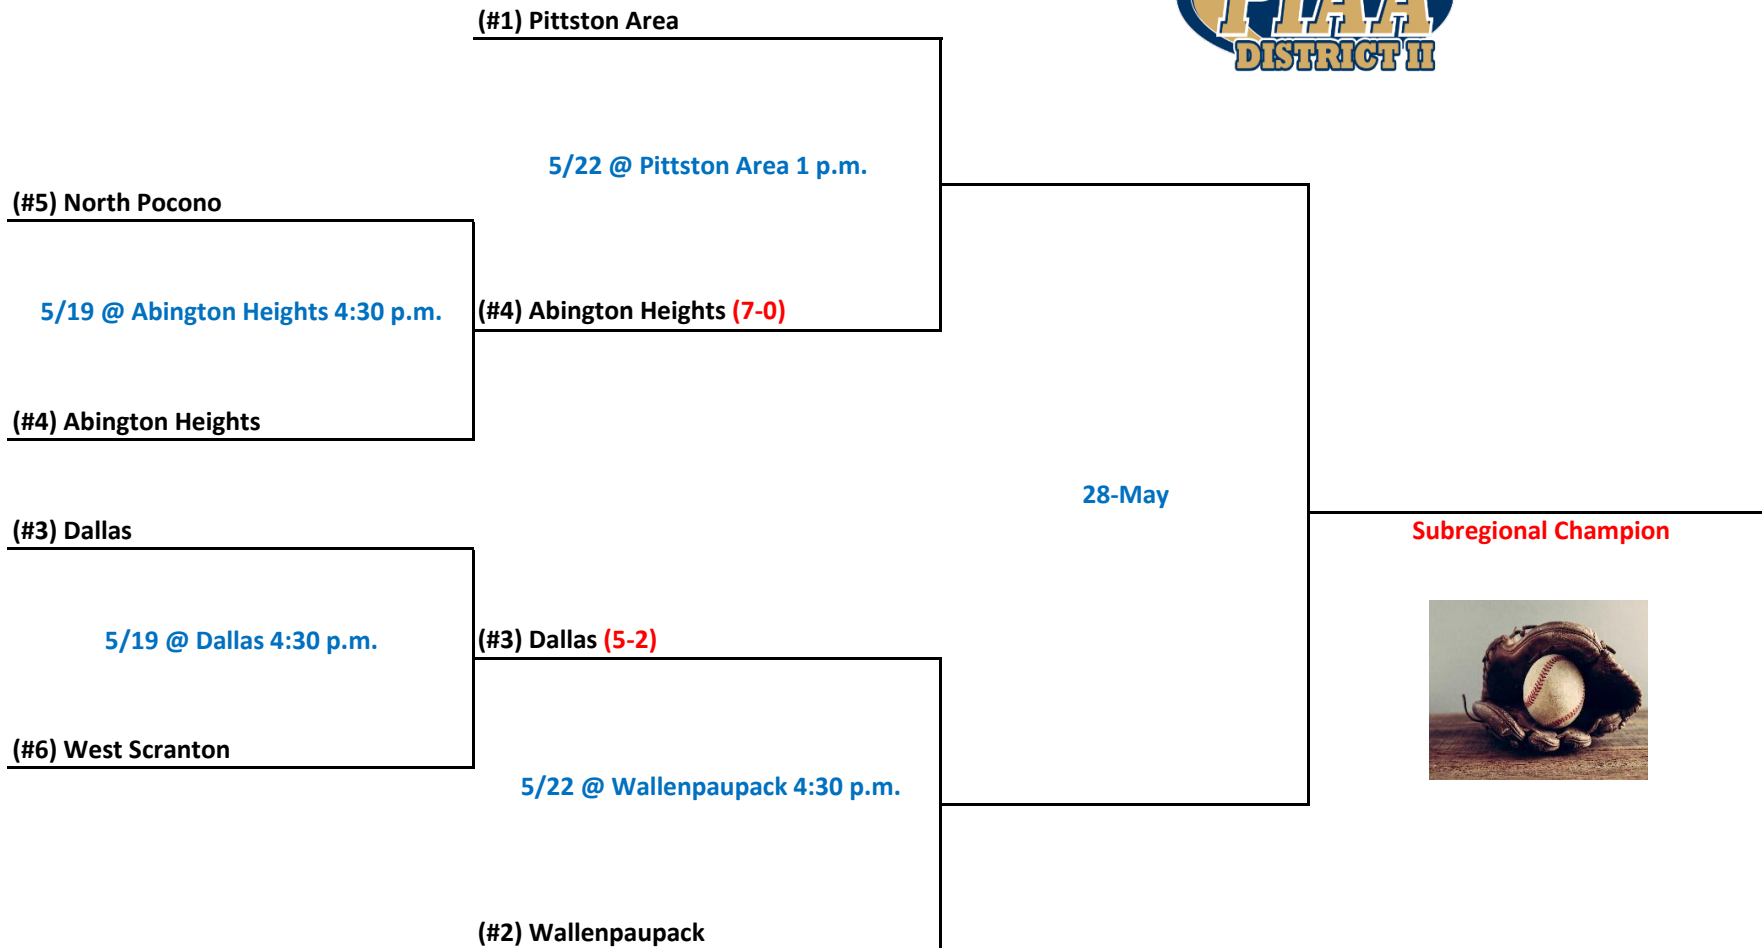 (#1) Pittston Area
PIAA
DISTRICT II
5/22 @ Pittston Area 1 p.m.
(#5) North Pocono
5/19 @ Abington Heights 4:30 p.m.
(#4) Abington Heights (7-0)
(#4) Abington Heights
28-May
(#3) Dallas
Subregional Champion
5/19 @ Dallas 4:30 p.m.
(#3) Dallas (5-2)
(#6) West Scranton
5/22 @ Wallenpaupack 4:30 p.m.
(#2) Wallenpaupack